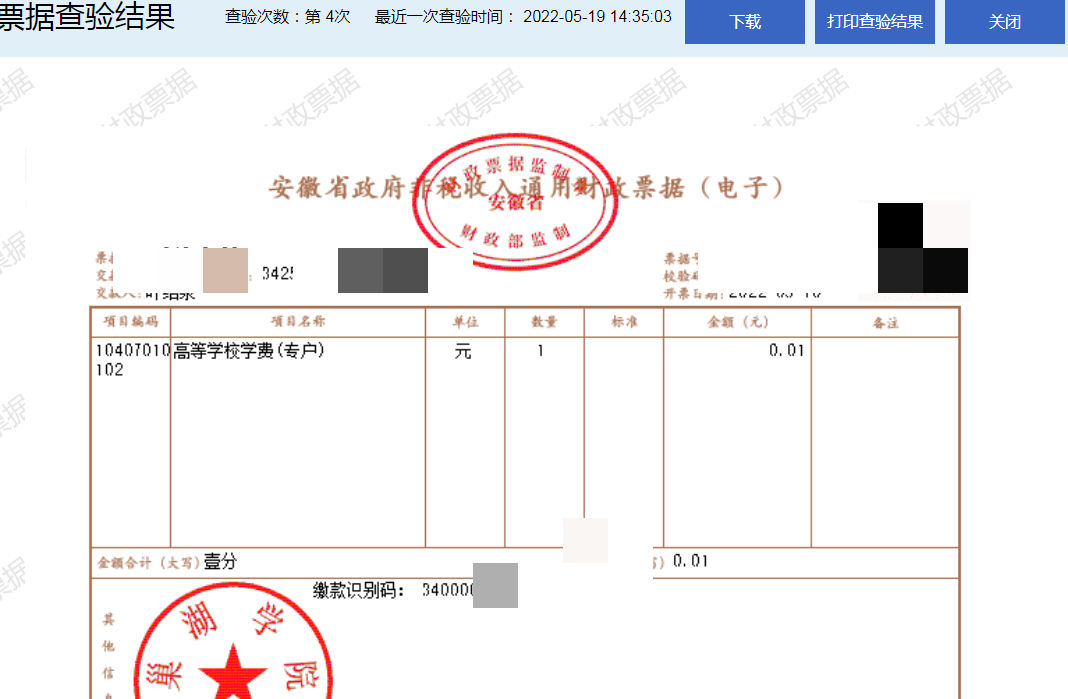 票据查验结果
查验次数：第 4次 最近一次查验时间： 2022-05-19 14:35:03
下载
打印查验结果
关闭
安徽省政府非税收入通用财政票据（电子）
财政票据监制章
安徽省
财政部监制
3425
项目编码 项目名称 单位 数量 标准 金额（元） 备注
10407010102 高等学校学费(专户) 元 1 0.01
金额合计（大写）壹分 0.01
缴款识别码： 340000
其他信
巢湖学院